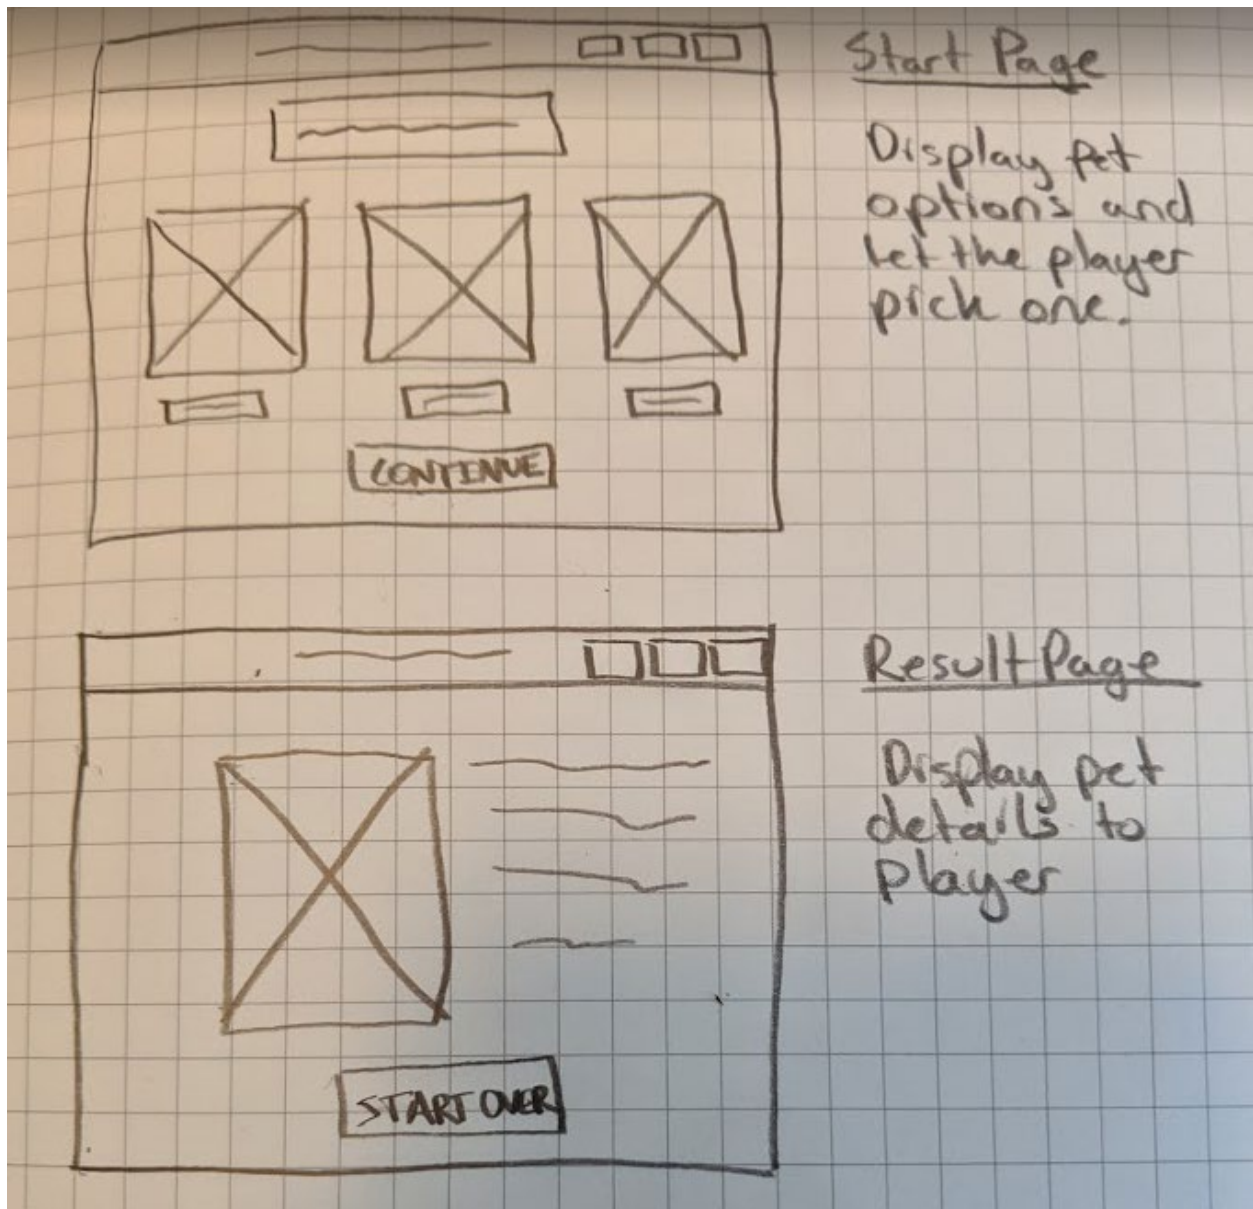 Start Page
Display pet
options and
let the player
pick one.
CONTINUE
Result Page
Display pet
details to
player
START OVER